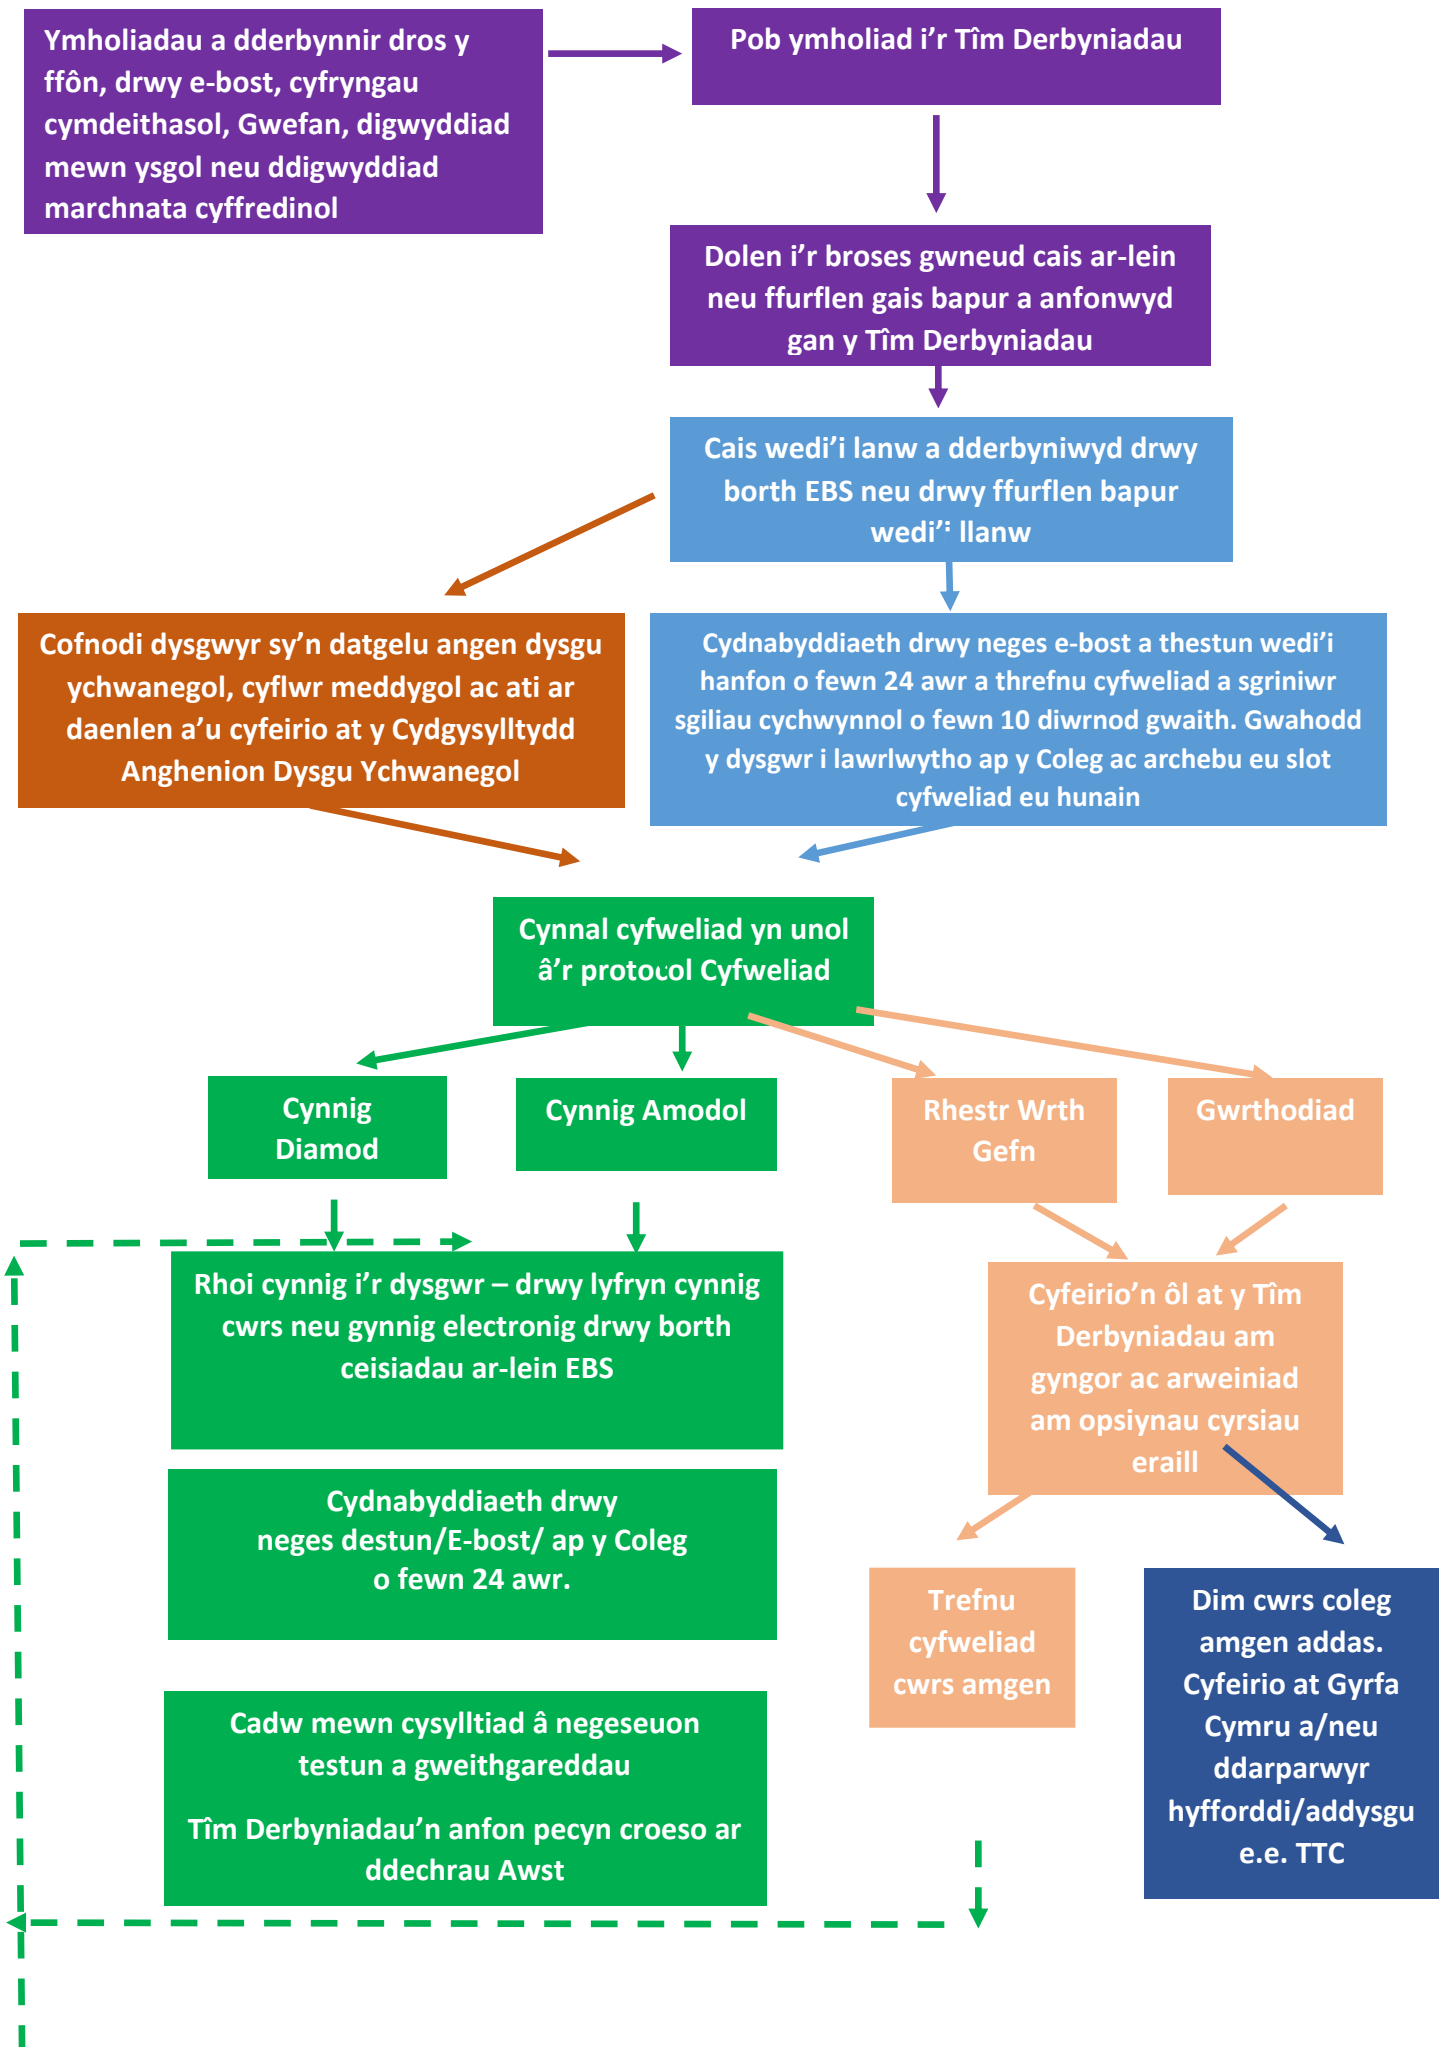 Ymholiadau a dderbynnir dros y
ffôn, drwy e-bost, cyfryngau
cymdeithasol, Gwefan, digwyddiad
mewn ysgol neu ddigwyddiad
marchnata cyffredinol
Pob ymholiad i’r Tîm Derbyniadau
Dolen i’r broses gwneud cais ar-lein
neu ffurflen gais bapur a anfonwyd
gan y Tîm Derbyniadau
Cais wedi’i lanw a dderbyniwyd drwy
borth EBS neu drwy ffurflen bapur
wedi’i llanw
Cofnodi dysgwyr sy’n datgelu angen dysgu
ychwanegol, cyflwr meddygol ac ati ar
daenlen a’u cyfeirio at y Cydgysylltydd
Anghenion Dysgu Ychwanegol
Cydnabyddiaeth drwy neges e-bost a thestun wedi’i
hanfon o fewn 24 awr a threfnu cyfweliad a sgriniwr
sgiliau cychwynnol o fewn 10 diwrnod gwaith. Gwahodd
y dysgwr i lawrlwytho ap y Coleg ac archebu eu slot
cyfweliad eu hunain
Cynnal cyfweliad yn unol
â’r protocol Cyfweliad
Cynnig
Diamod
Cynnig Amodol
Rhestr Wrth
Gefn
Gwrthodiad
Rhoi cynnig i’r dysgwr – drwy lyfryn cynnig
cwrs neu gynnig electronig drwy borth
ceisiadau ar-lein EBS
Cyfeirio’n ôl at y Tîm
Derbyniadau am
gyngor ac arweiniad
am opsiynau cyrsiau
eraill
Cydnabyddiaeth drwy
neges destun/E-bost/ ap y Coleg
o fewn 24 awr.
Trefnu
cyfweliad
cwrs amgen
Dim cwrs coleg
amgen addas.
Cyfeirio at Gyrfa
Cymru a/neu
ddarparwyr
hyfforddi/addysgu
e.e. TTC
Cadw mewn cysylltiad â negeseuon
testun a gweithgareddau
Tîm Derbyniadau’n anfon pecyn croeso ar
ddechrau Awst